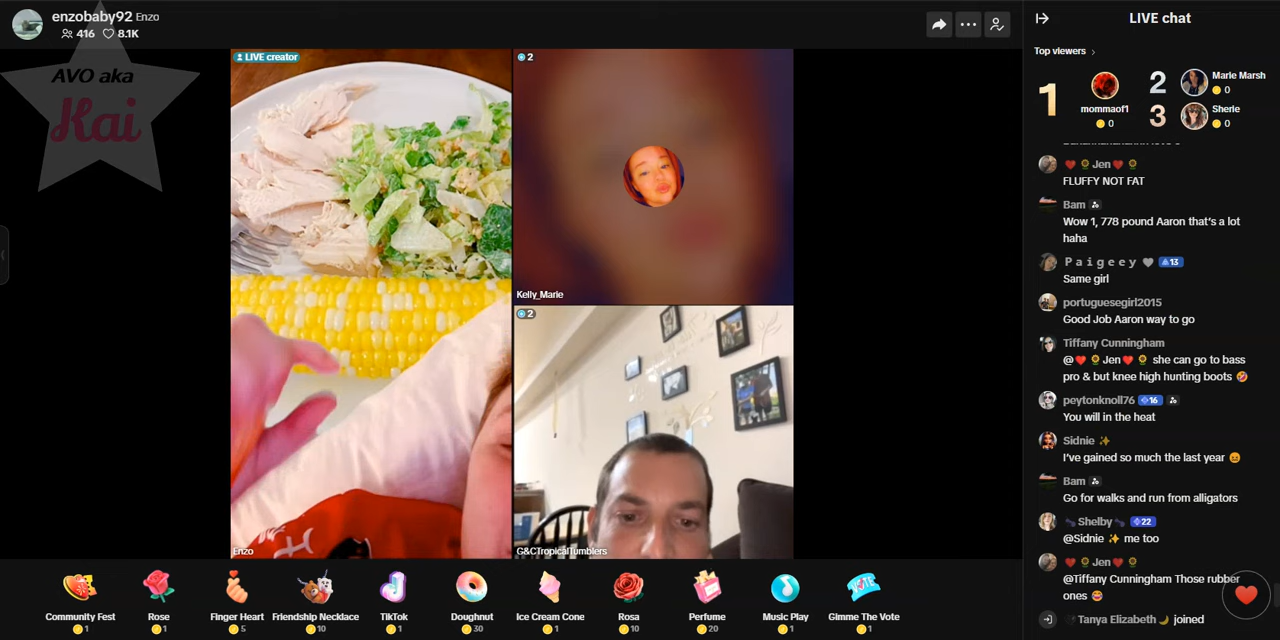 enzobaby92 Enzo
416 8.1K
AVO aka
Kai
LIVE creator
2
Kelly_Marie
2
Enzo
G&CTropicalTumblers
Community Fest
1
Rose
1
Finger Heart
5
Friendship Necklace
10
TikTok
1
Doughnut
30
Ice Cream Cone
1
Rosa
10
Perfume
20
Music Play
1
VOTE
Gimme The Vote
1
LIVE chat
Top viewers
1
mommaof1
0
2
Marie Marsh
0
3
Sherie
0
❤️🌻Jen❤️🌻
FLUFFY NOT FAT
Bam
Wow 1, 778 pound Aaron that's a lot
haha
P a i g e e y 🤍 13
Same girl
portuguesegirl2015
Good Job Aaron way to go
Tiffany Cunningham
@❤️🌻Jen❤️🌻 she can go to bass
pro & but knee high hunting boots 🤣
peytonknoll76 16
You will in the heat
Sidnie ✨
I've gained so much the last year 😖
Bam
Go for walks and run from alligators
Shelby 22
@Sidnie ✨ me too
❤️🌻Jen❤️🌻
@Tiffany Cunningham Those rubber
ones 😂
Tanya Elizabeth 🌙 joined